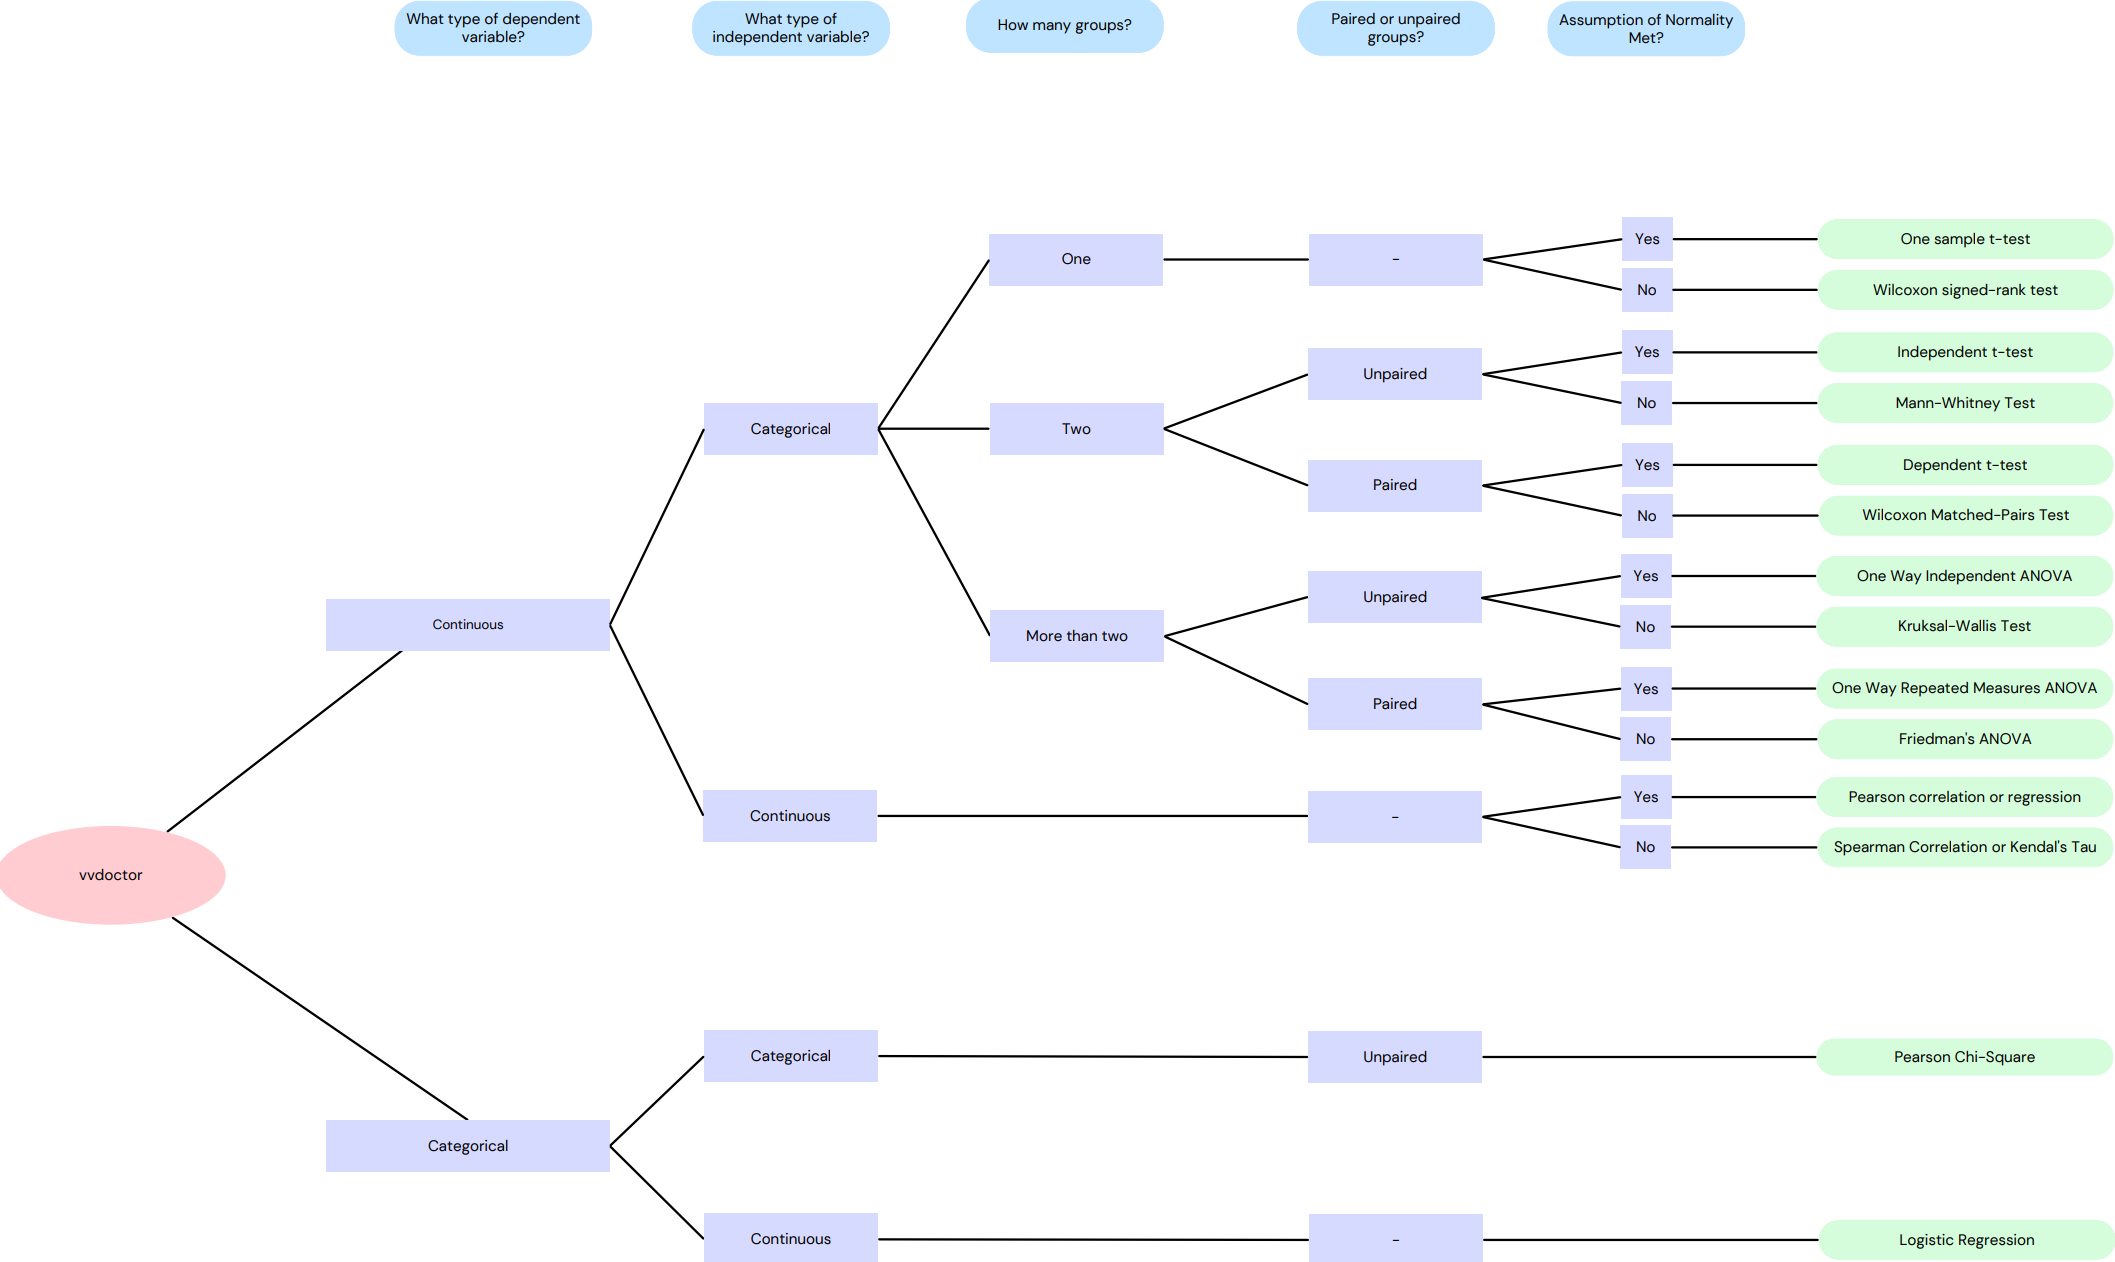 What type of dependent
variable?
What type of
independent variable?
How many groups?
Paired or unpaired
groups?
Assumption of Normality
Met?
One
-
Yes
One sample t-test
No
Wilcoxon signed-rank test
Categorical
Two
Unpaired
Yes
Independent t-test
No
Mann-Whitney Test
Paired
Yes
Dependent t-test
No
Wilcoxon Matched-Pairs Test
Continuous
More than two
Unpaired
Yes
One Way Independent ANOVA
No
Kruksal-Wallis Test
Paired
Yes
One Way Repeated Measures ANOVA
No
Friedman's ANOVA
Continuous
-
Yes
Pearson correlation or regression
No
Spearman Correlation or Kendal's Tau
vvdoctor
Categorical
Categorical
Unpaired
Pearson Chi-Square
Continuous
-
Logistic Regression